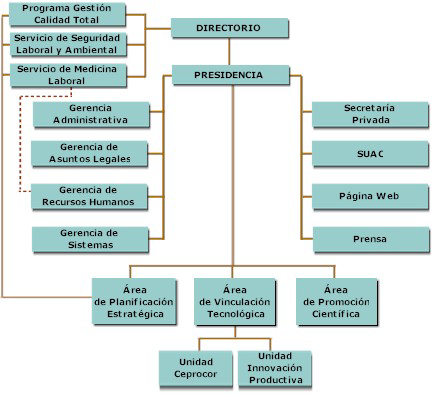 Programa Gestión
Calidad Total
DIRECTORIO
Servicio de Seguridad
Laboral y Ambiental
Servicio de Medicina
Laboral
PRESIDENCIA
Gerencia
Administrativa
Secretaría
Privada
Gerencia de
Asuntos Legales
SUAC
Gerencia de
Recursos Humanos
Página Web
Gerencia de
Sistemas
Prensa
Área
de Planificación
Estratégica
Área
de Vinculación
Tecnológica
Área
de Promoción
Científica
Unidad
Ceprocor
Unidad
Innovación
Productiva